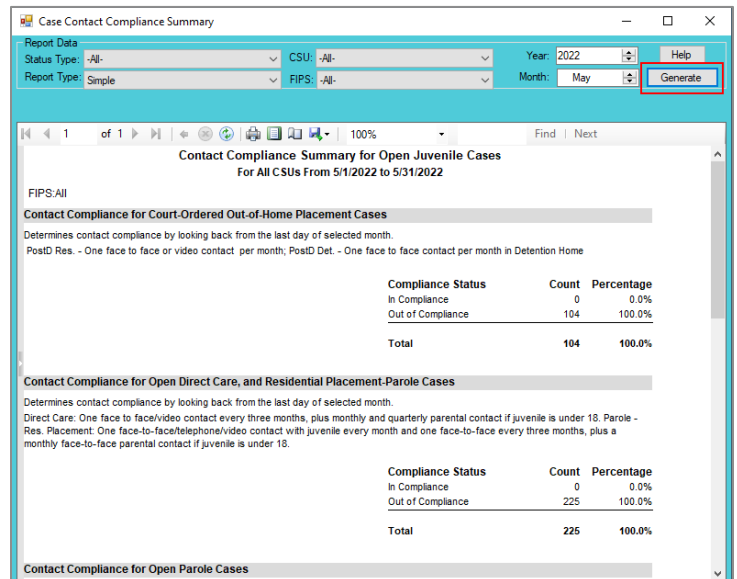 Case Contact Compliance Summary
Report Data
Status Type: -All- CSU: -All- Year: 2022 Help
Report Type: Simple FIPS: -All- Month: May Generate
1 of 1 100% Find | Next
Contact Compliance Summary for Open Juvenile Cases
For All CSUs From 5/1/2022 to 5/31/2022
FIPS:All
Contact Compliance for Court-Ordered Out-of-Home Placement Cases
Determines contact compliance by looking back from the last day of selected month.
PostD Res. - One face to face or video contact per month; PostD Det. - One face to face contact per month in Detention Home
Compliance Status Count Percentage
In Compliance 0 0.0%
Out of Compliance 104 100.0%
Total 104 100.0%
Contact Compliance for Open Direct Care, and Residential Placement-Parole Cases
Determines contact compliance by looking back from the last day of selected month.
Direct Care: One face to face/video contact every three months, plus monthly and quarterly parental contact if juvenile is under 18. Parole -
Res. Placement: One face-to-face/telephone/video contact with juvenile every month and one face-to-face every three months, plus a
monthly face-to-face parental contact if juvenile is under 18.
Compliance Status Count Percentage
In Compliance 0 0.0%
Out of Compliance 225 100.0%
Total 225 100.0%
Contact Compliance for Open Parole Cases